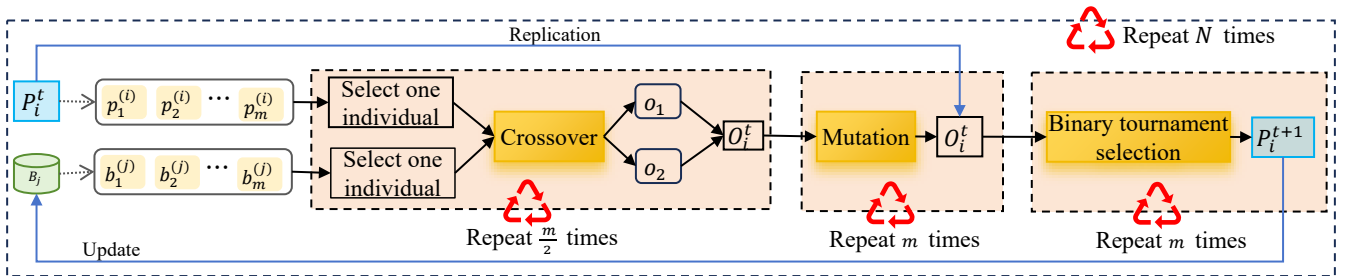 Replication
Repeat N times
P_i^t
p_1^{(i)} p_2^{(i)} ... p_m^{(i)}
Select one
individual
Crossover
o_1
o_2
O_i^t
Mutation
O_i^t
Binary tournament
selection
P_i^{t+1}
B_j
b_1^{(j)} b_2^{(j)} ... b_m^{(j)}
Select one
individual
Repeat \frac{m}{2} times
Repeat m times
Repeat m times
Update